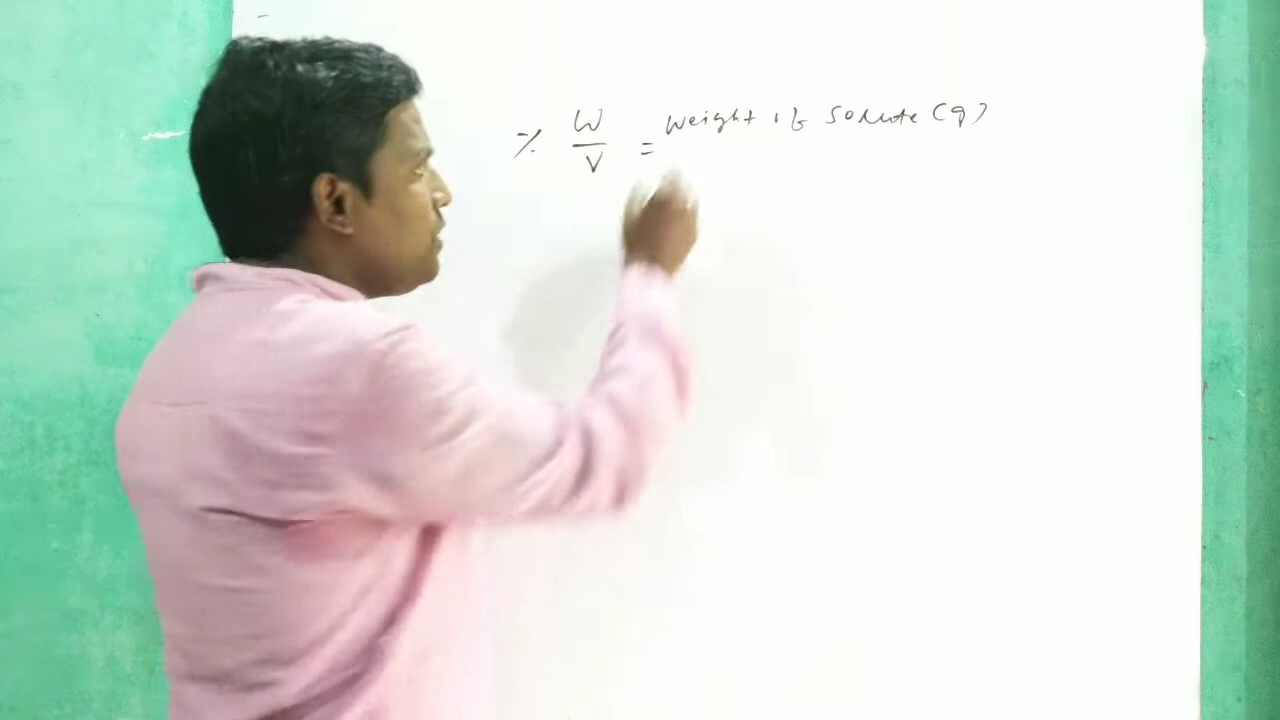 % W/V = Weight of Solute (g)